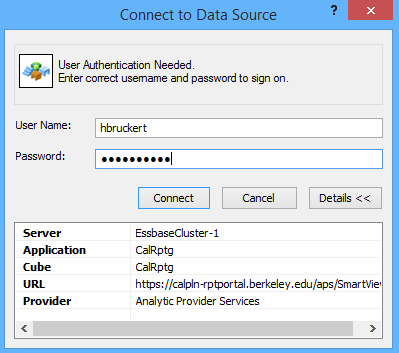 Connect to Data Source
?
User Authentication Needed.
Enter correct username and password to sign on.
User Name: hbruckert
Password: ●●●●●●●●●●
Connect Cancel Details <<
Server EssbaseCluster-1
Application CalRptg
Cube CalRptg
URL https://calpln-rptportal.berkeley.edu/aps/SmartView
Provider Analytic Provider Services